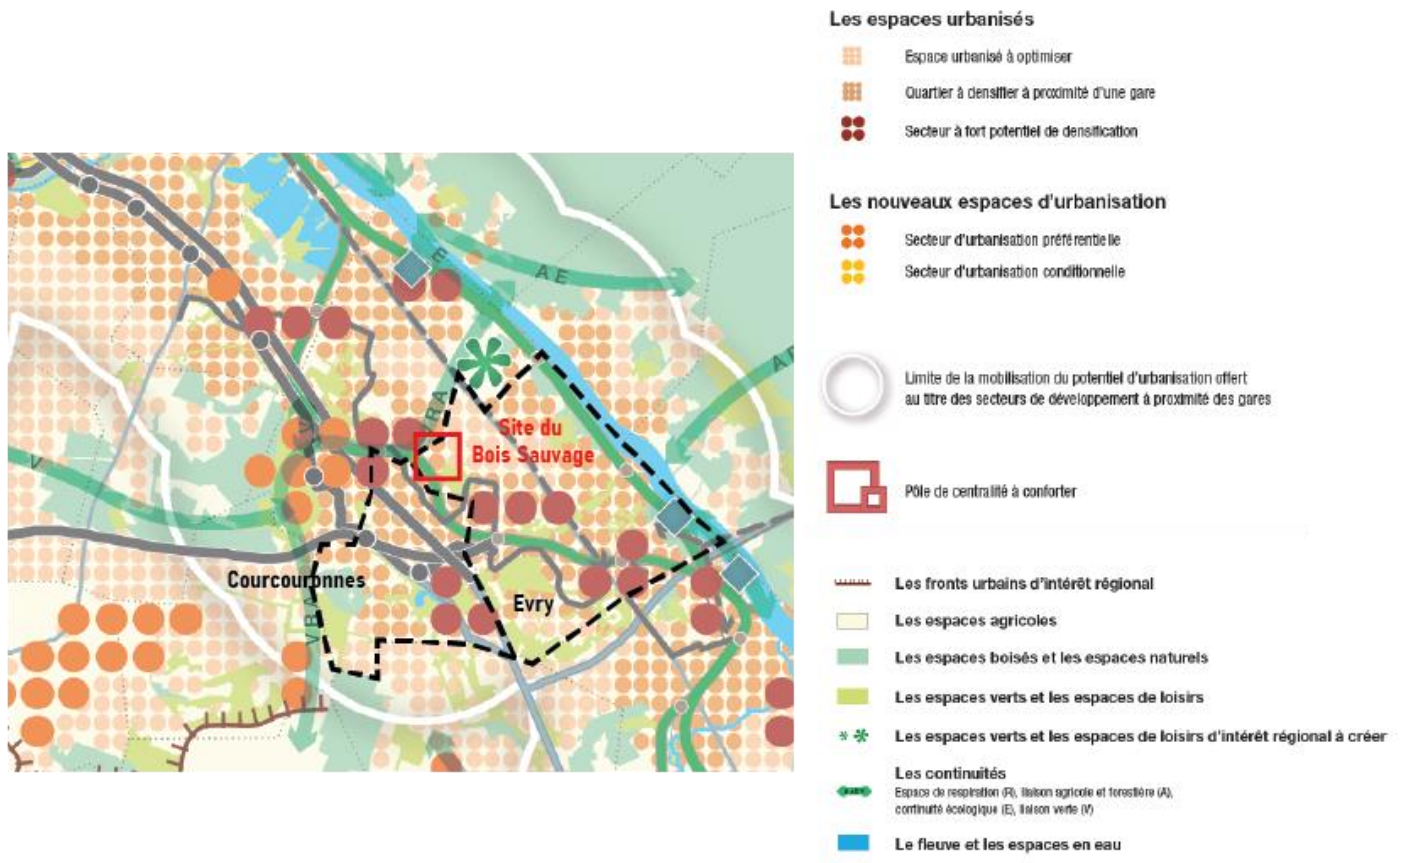 Les espaces urbanisés
Espace urbanisé à optimiser
Quartier à densifier à proximité d'une gare
Secteur à fort potentiel de densification
Les nouveaux espaces d'urbanisation
Secteur d'urbanisation préférentielle
Secteur d'urbanisation conditionnelle
Limite de la mobilisation du potentiel d'urbanisation offert
au titre des secteurs de développement à proximité des gares
Pôle de centralité à conforter
Les fronts urbains d'intérêt régional
Les espaces agricoles
Les espaces boisés et les espaces naturels
Les espaces verts et les espaces de loisirs
Les espaces verts et les espaces de loisirs d'intérêt régional à créer
Les continuités
Espace de respiration (R), liaison agricole et forestière (A),
continuité écologique (E), liaison verte (V)
Le fleuve et les espaces en eau
E
AE
V
RA
Site du
Bois Sauvage
Courcouronnes
Evry